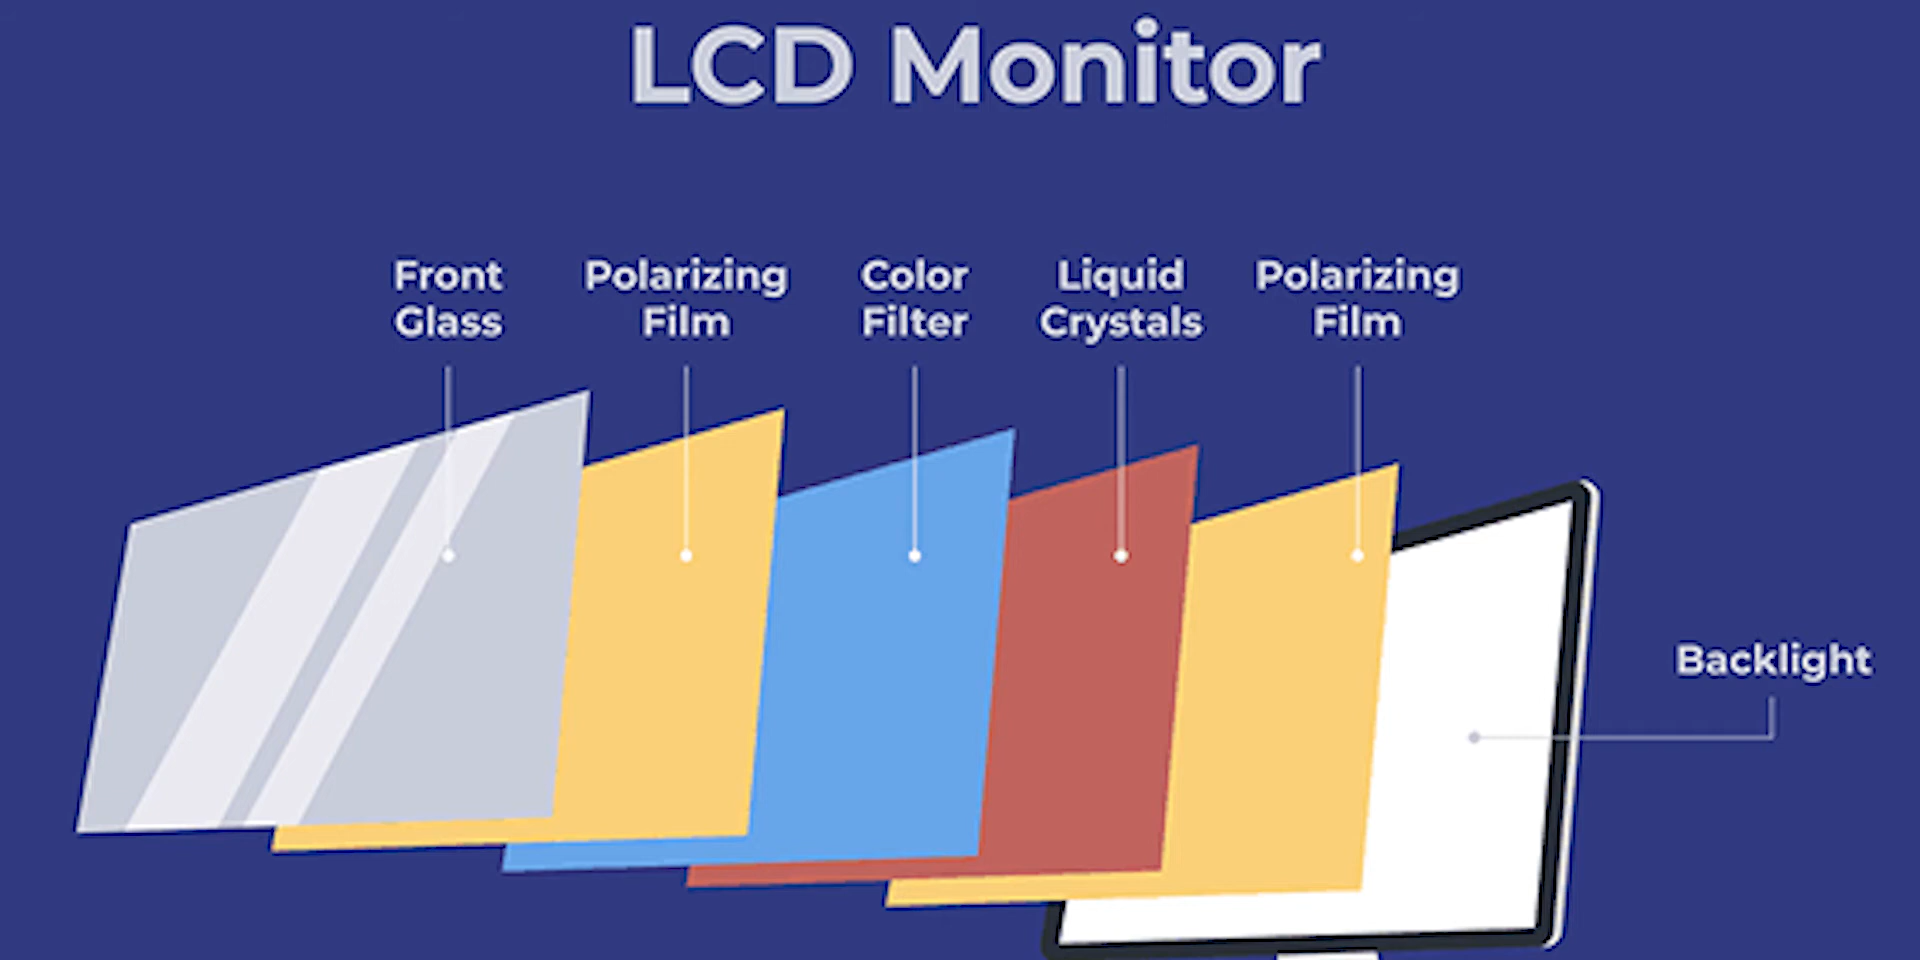 LCD Monitor
Front
Glass
Polarizing
Film
Color
Filter
Liquid
Crystals
Polarizing
Film
Backlight